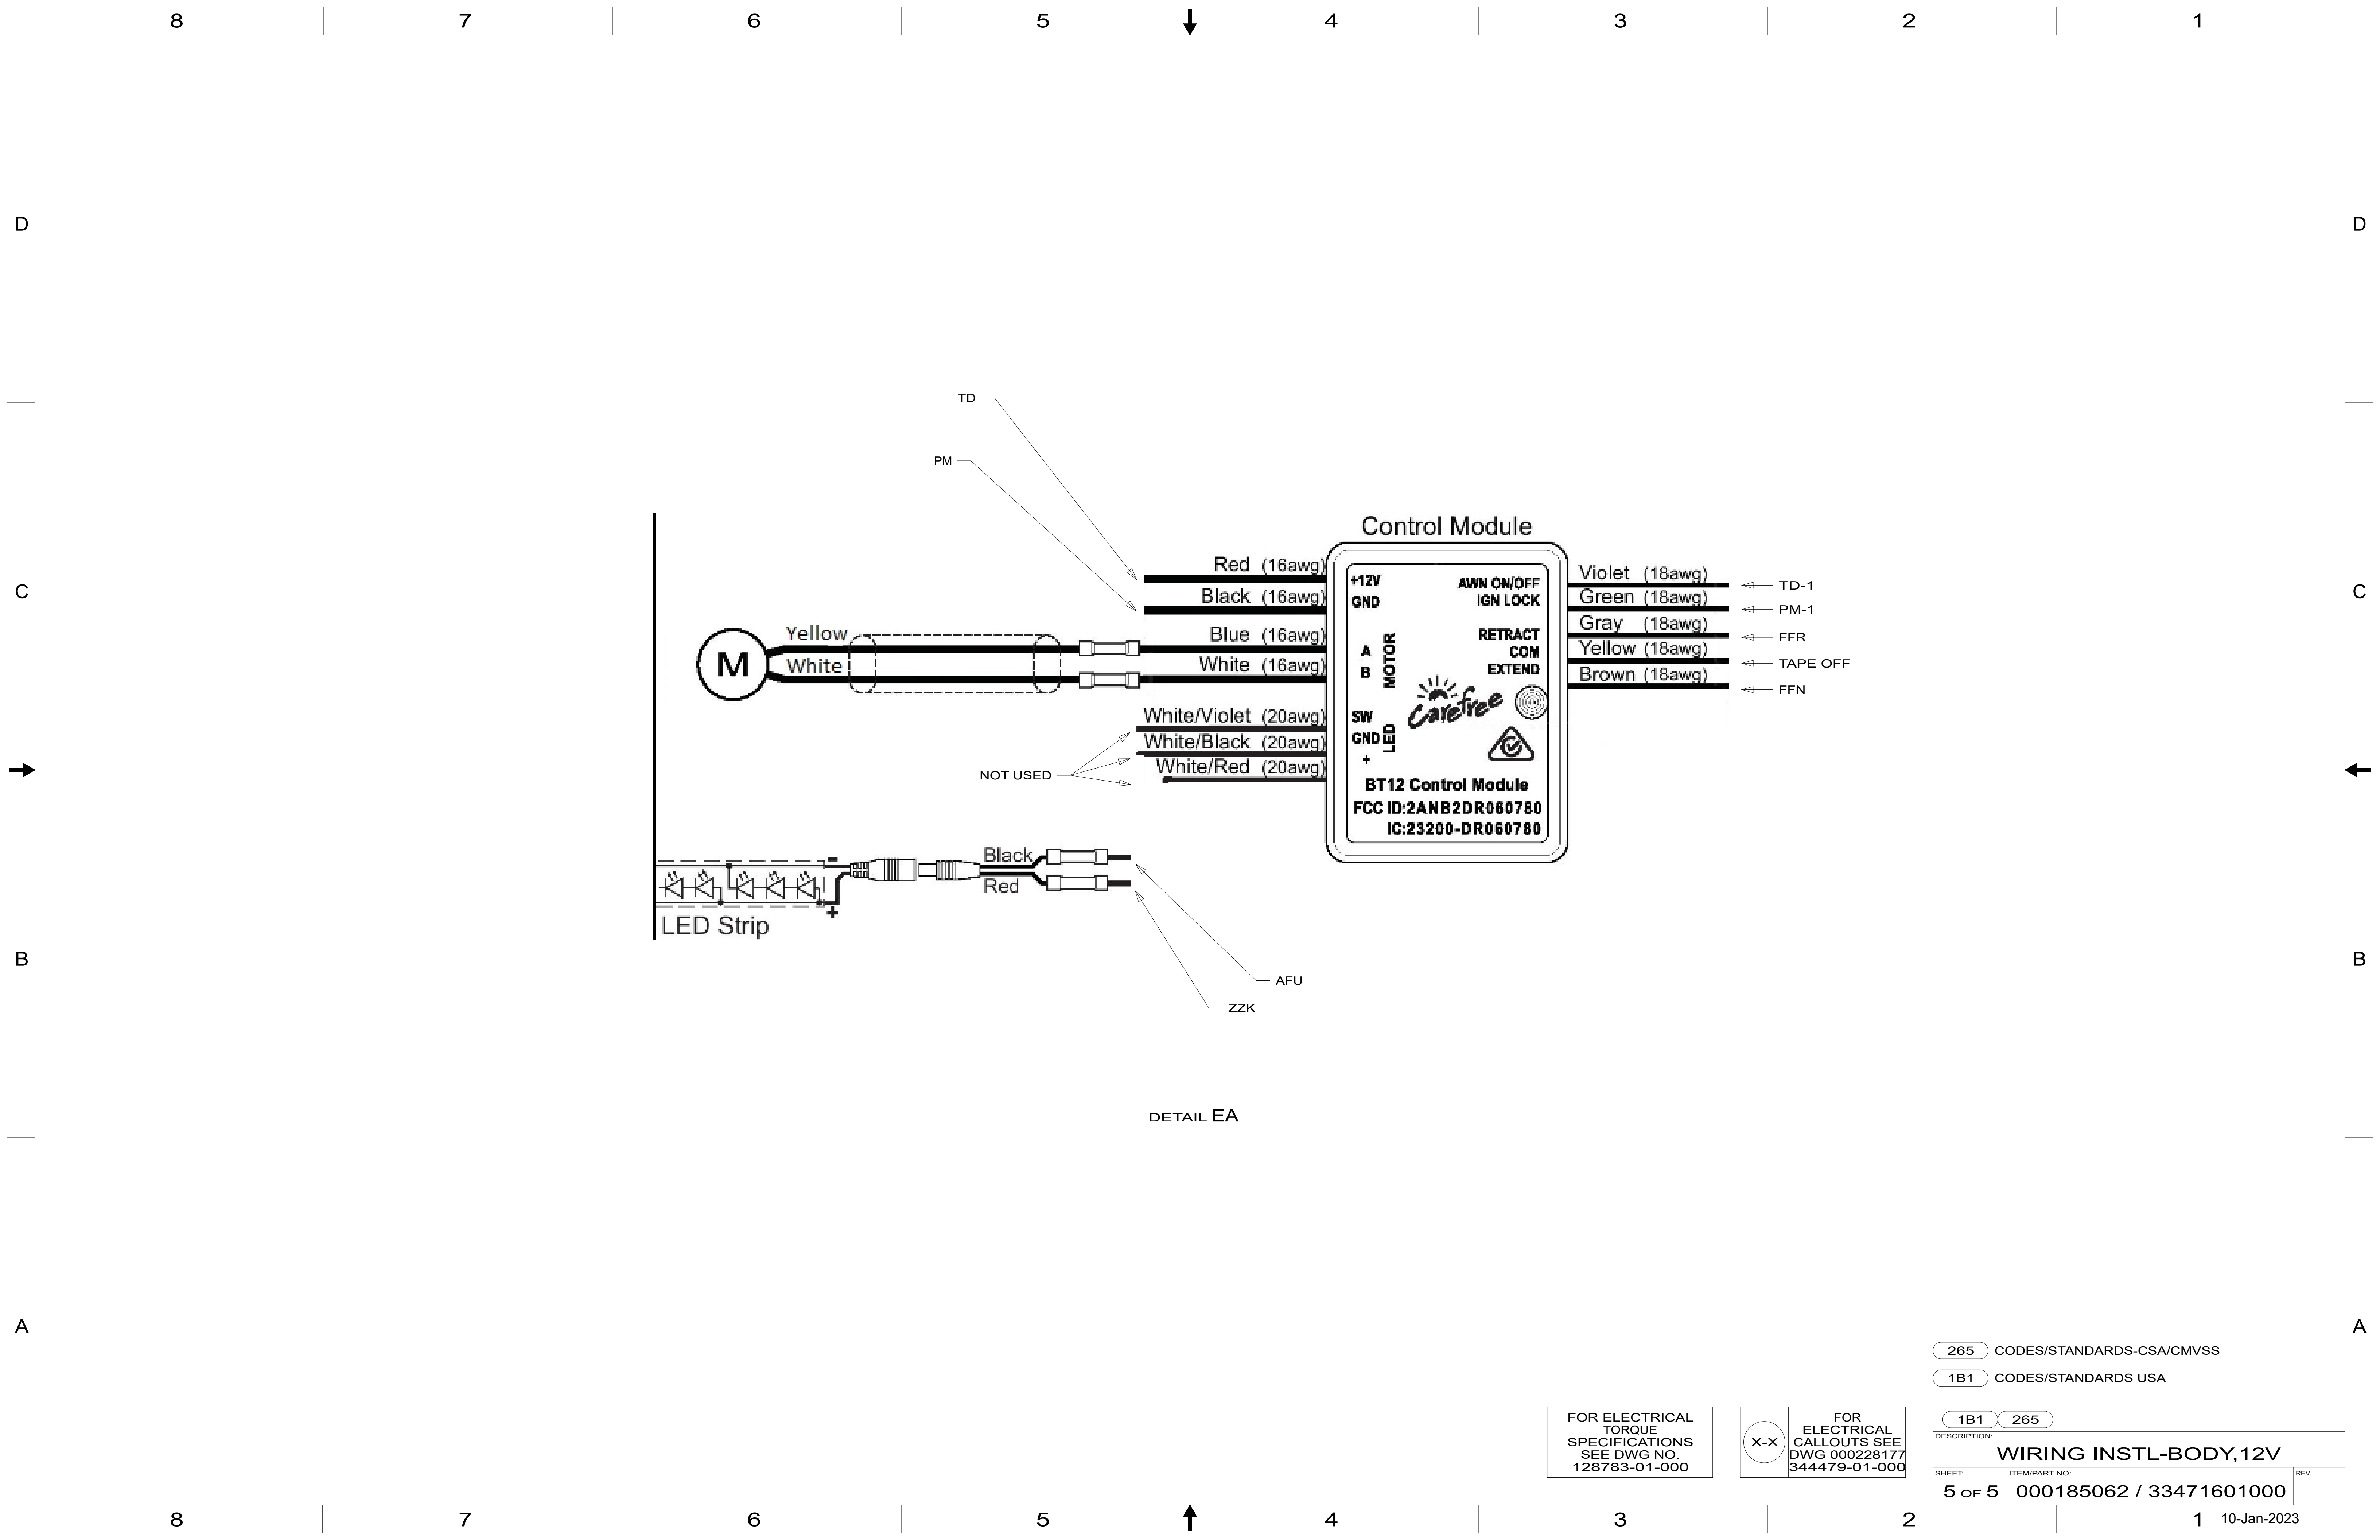 8 7 6 5 4 3 2 1
D D
TD
PM
Control Module
Red (16awg)
Black (16awg)
Blue (16awg)
White (16awg)
White/Violet (20awg)
White/Black (20awg)
White/Red (20awg)
NOT USED
Yellow
White
M
+12V
GND
A
B
MOTOR
SW
GND
+
LED
AWN ON/OFF
IGN LOCK
RETRACT
COM
EXTEND
Carefree
BT12 Control Module
FCC ID:2ANB2DR060780
IC:23200-DR060780
Violet (18awg) TD-1
Green (18awg) PM-1
Gray (18awg) FFR
Yellow (18awg) TAPE OFF
Brown (18awg) FFN
C C
Black
Red
-
+
LED Strip
AFU
ZZK
B B
DETAIL EA
A A
265 CODES/STANDARDS-CSA/CMVSS
1B1 CODES/STANDARDS USA
FOR ELECTRICAL
TORQUE
SPECIFICATIONS
SEE DWG NO.
128783-01-000
X-X
FOR
ELECTRICAL
CALLOUTS SEE
DWG 000228177
344479-01-000
1B1 265
DESCRIPTION:
WIRING INSTL-BODY,12V
SHEET:
5 OF 5
ITEM/PART NO:
000185062 / 33471601000
REV
8 7 6 5 4 3 2 1
10-Jan-2023